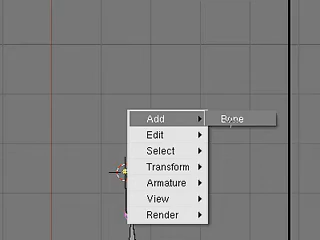 Add
Bone
Edit
Select
Transform
Armature
View
Render